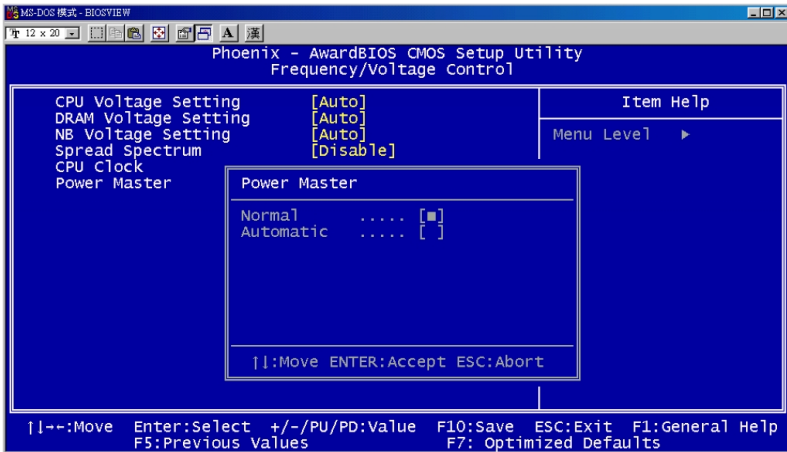 MS-DOS 模式 - BIOSVIEW
12 x 20 A 漢
Phoenix - AwardBIOS CMOS Setup Utility
Frequency/Voltage Control
CPU Voltage Setting [Auto]
DRAM Voltage Setting [Auto]
NB Voltage Setting [Auto]
Spread Spectrum [Disable]
CPU Clock
Power Master
Item Help
Menu Level ►
Power Master
Normal ..... [■]
Automatic ..... [ ]
↑↓:Move ENTER:Accept ESC:Abort
↑↓→←:Move Enter:Select +/-/PU/PD:Value F10:Save ESC:Exit F1:General Help
F5:Previous Values F7: Optimized Defaults